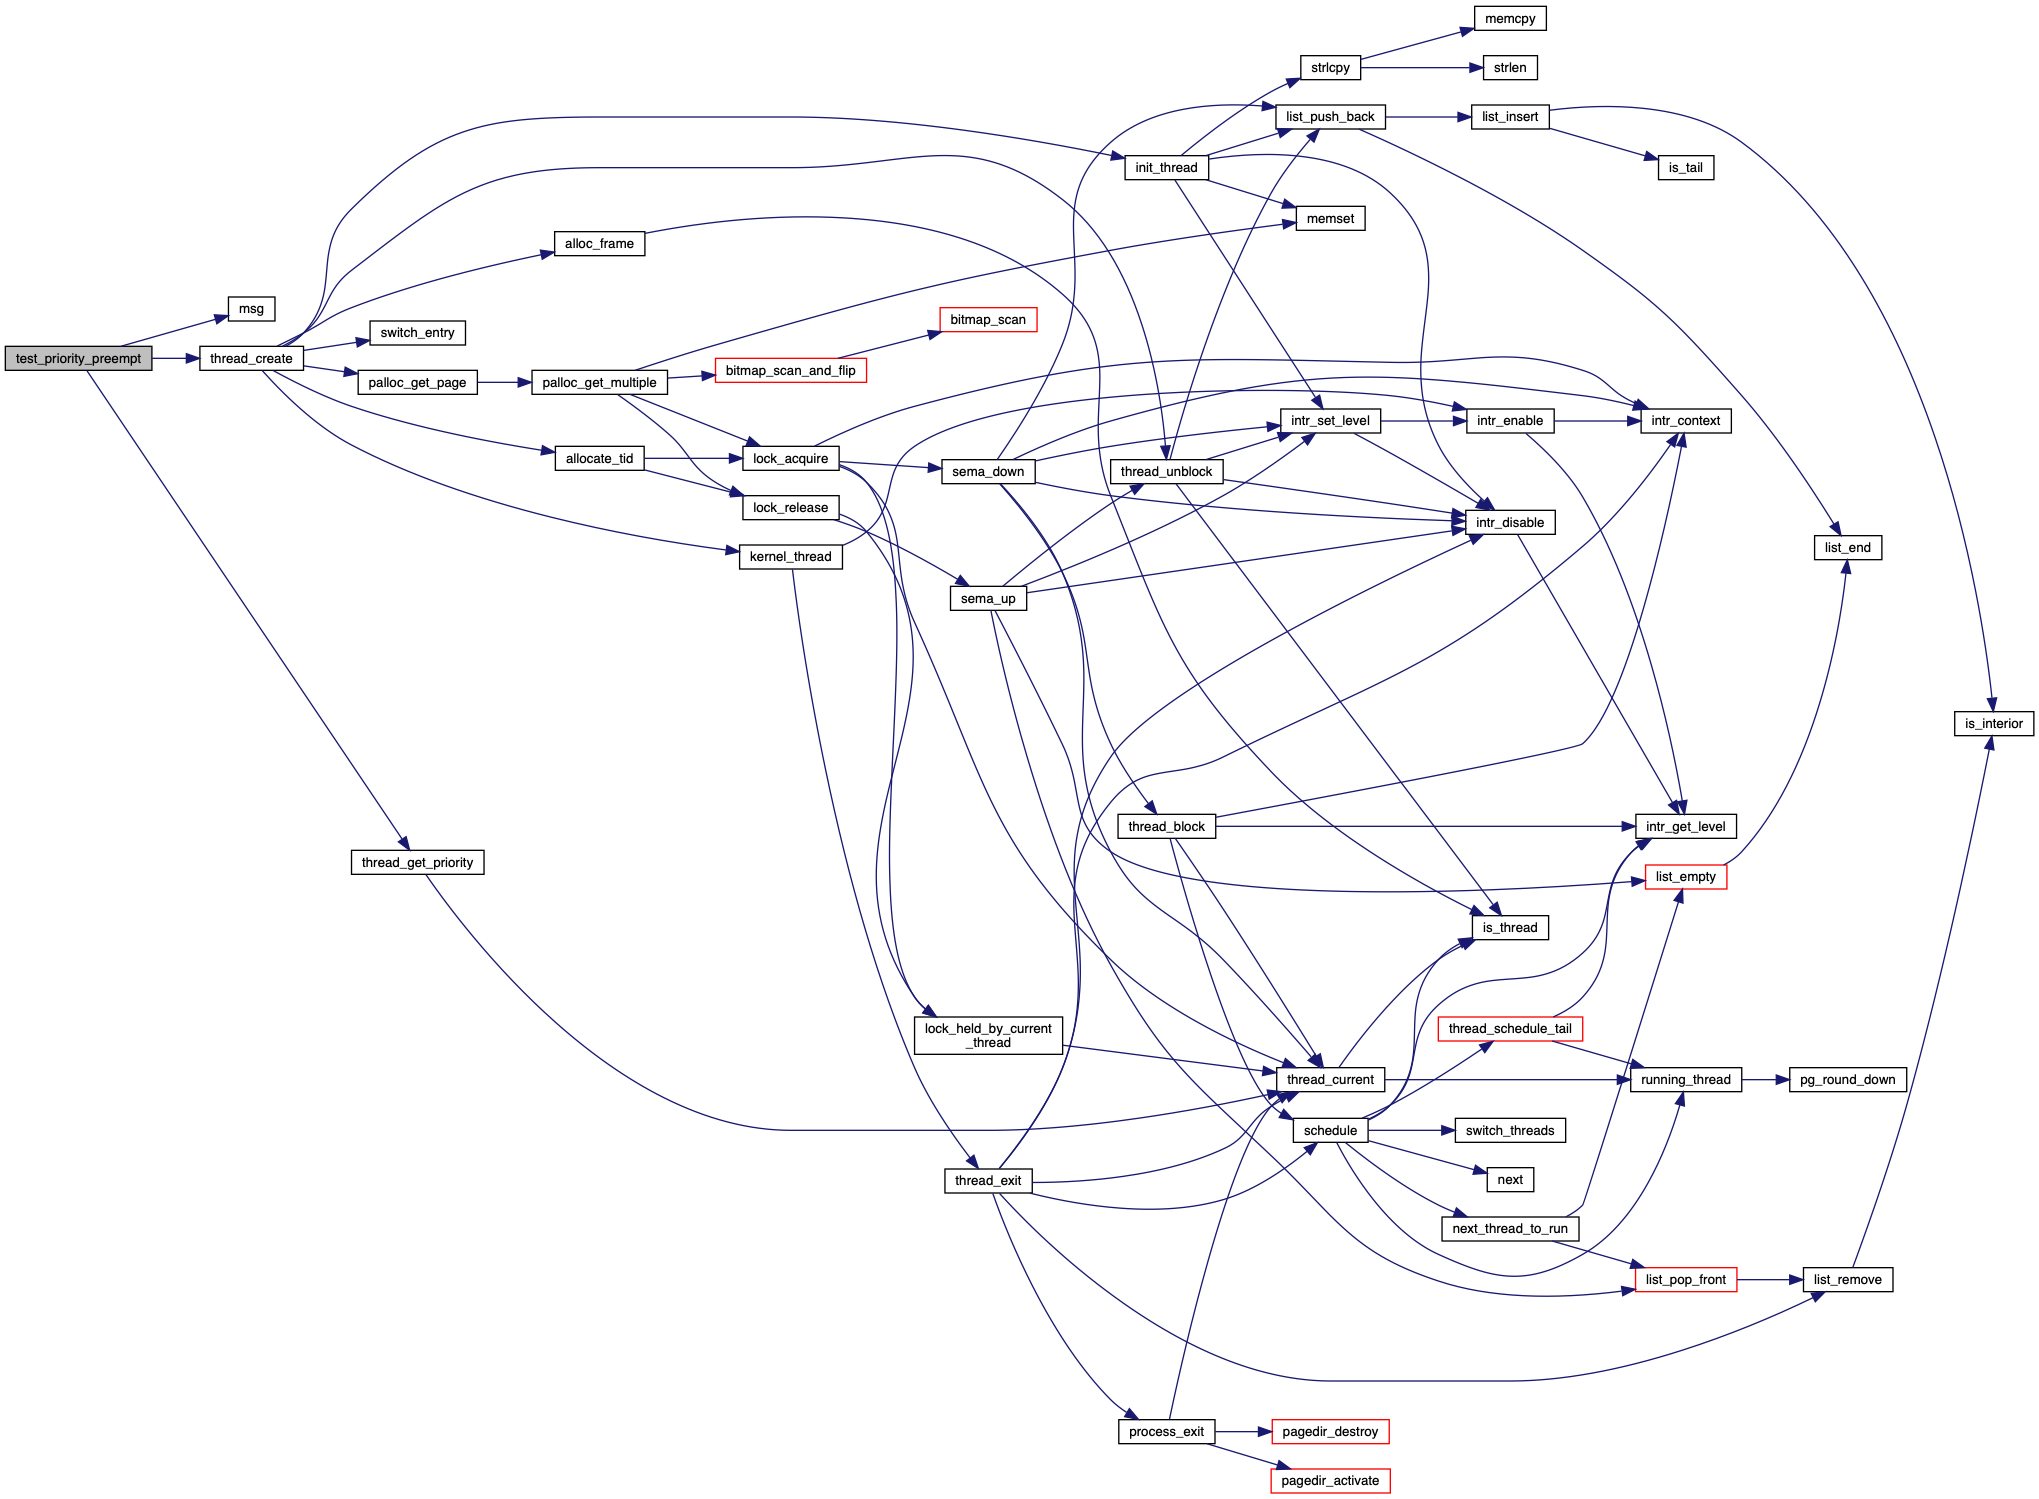 memcpy
strlcpy
strlen
list_push_back
list_insert
init_thread
is_tail
memset
alloc_frame
msg
bitmap_scan
switch_entry
test_priority_preempt
thread_create
palloc_get_page
palloc_get_multiple
bitmap_scan_and_flip
intr_set_level
intr_enable
intr_context
allocate_tid
lock_acquire
sema_down
thread_unblock
lock_release
intr_disable
list_end
kernel_thread
sema_up
is_interior
thread_block
intr_get_level
thread_get_priority
list_empty
is_thread
lock_held_by_current
_thread
thread_schedule_tail
thread_current
running_thread
pg_round_down
schedule
switch_threads
thread_exit
next
next_thread_to_run
list_pop_front
list_remove
process_exit
pagedir_destroy
pagedir_activate